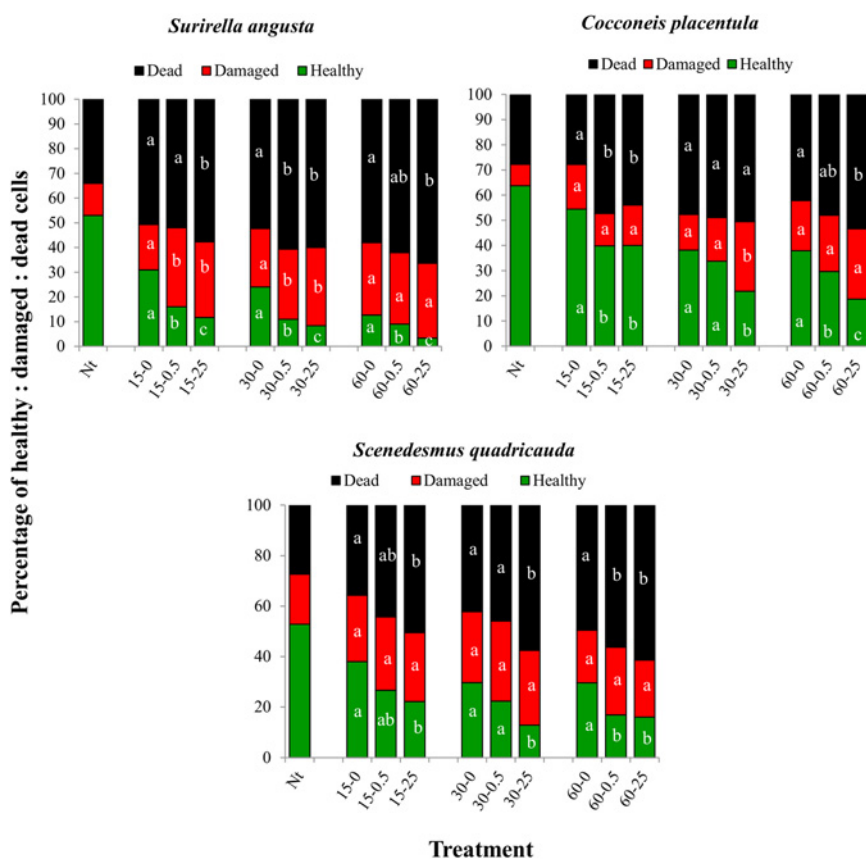 Percentage of healthy : damaged : dead cells
Surirella angusta
Dead Damaged Healthy
100
90
80
70
60
50
40
30
20
10
0
a a b a b b a ab b
a b b a b b a a a
a b c a b c a b c
Nt 15-0 15-0.5 15-25 30-0 30-0.5 30-25 60-0 60-0.5 60-25
Cocconeis placentula
Dead Damaged Healthy
100
90
80
70
60
50
40
30
20
10
0
a b b a a a a ab b
a a a a a b a a a
a b b a a b a b c
Nt 15-0 15-0.5 15-25 30-0 30-0.5 30-25 60-0 60-0.5 60-25
Scenedesmus quadricauda
Dead Damaged Healthy
100
80
60
40
20
0
a ab b a a b a b b
a a a a a a a a a
a ab b a a b a b b
Nt 15-0 15-0.5 15-25 30-0 30-0.5 30-25 60-0 60-0.5 60-25
Treatment